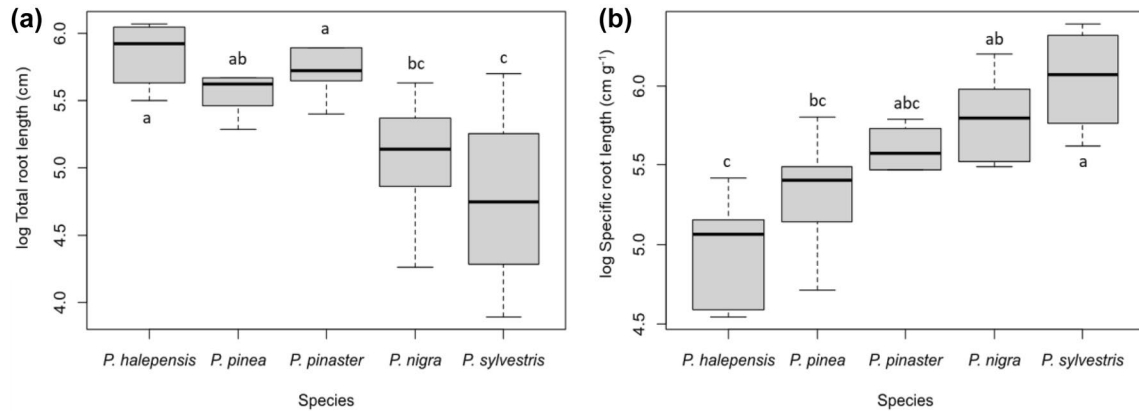 (a)
log Total root length (cm)
6.0
5.5
5.0
4.5
4.0
a
ab
a
bc
c
P. halepensis P. pinea P. pinaster P. nigra P. sylvestris
Species
(b)
log Specific root length (cm g⁻¹)
6.0
5.5
5.0
4.5
c
bc
abc
ab
a
P. halepensis P. pinea P. pinaster P. nigra P. sylvestris
Species